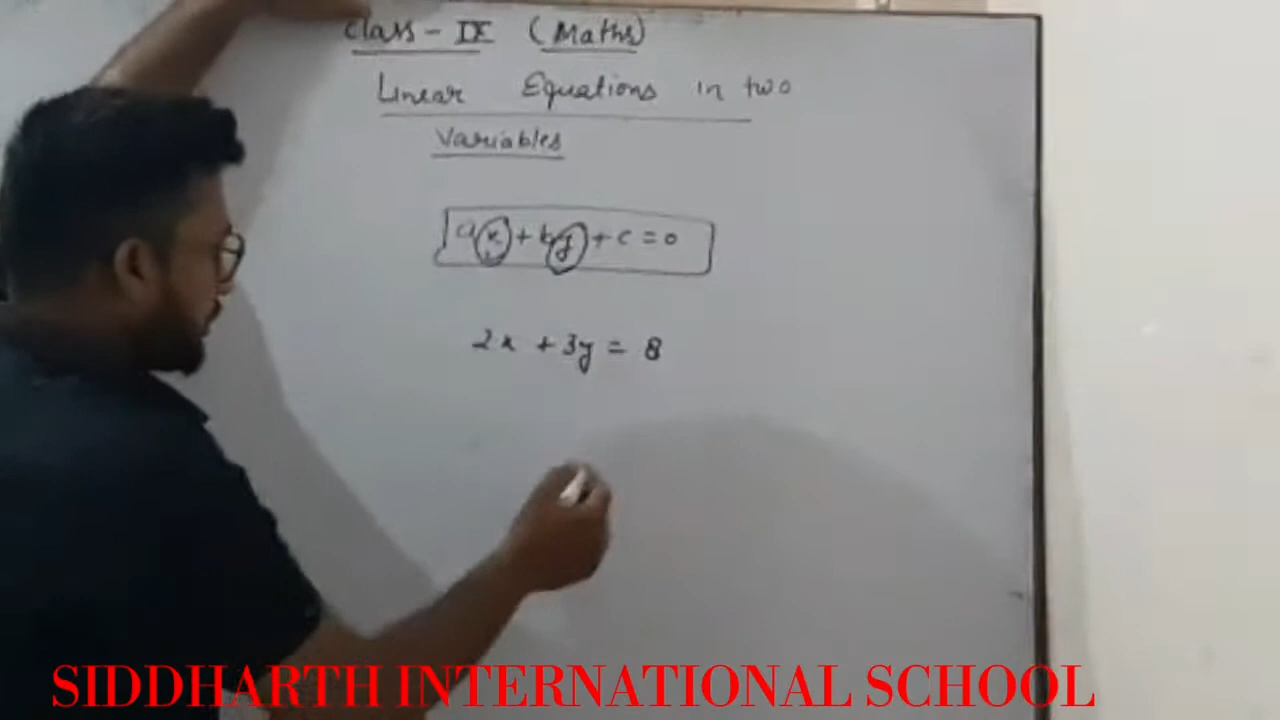 Class - IX (Maths)
Linear Equations in two
Variables
ax + by + c = 0
2x + 3y = 8
SIDDHARTH INTERNATIONAL SCHOOL